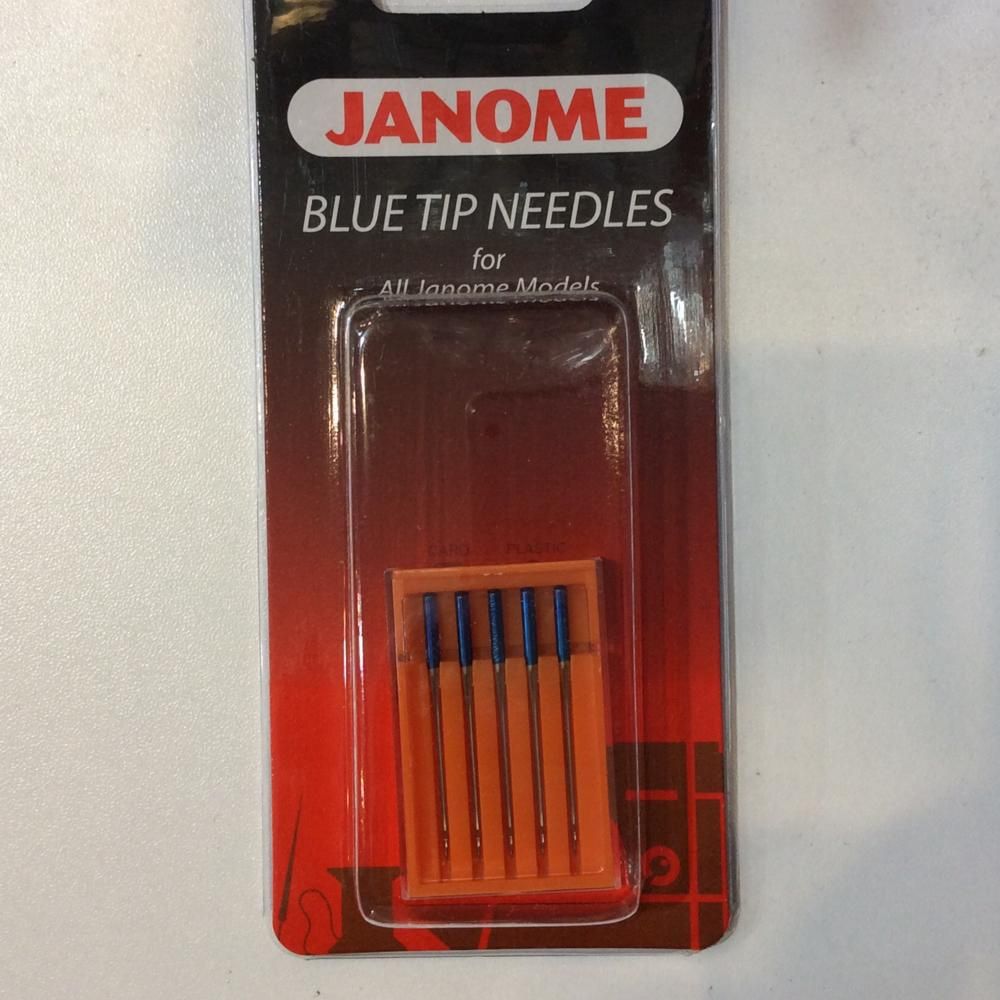 JANOME
BLUE TIP NEEDLES
for
All Janome Models
CARD PLASTIC